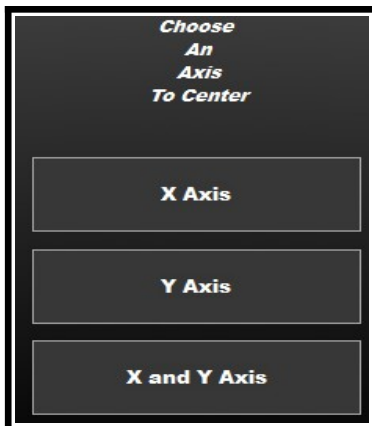 Choose
An
Axis
To Center
X Axis
Y Axis
X and Y Axis